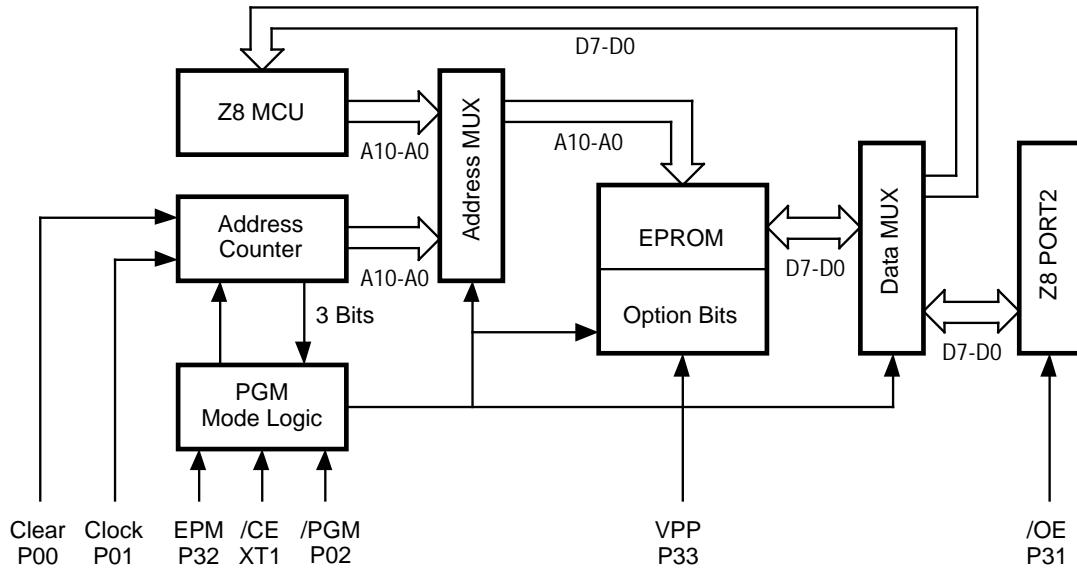 D7-D0
Z8 MCU
A10-A0
Address MUX
A10-A0
Address
Counter
A10-A0
3 Bits
PGM
Mode Logic
EPROM
Option Bits
D7-D0
Data MUX
D7-D0
Z8 PORT2
Clear
P00
Clock
P01
EPM
P32
/CE
XT1
/PGM
P02
VPP
P33
/OE
P31